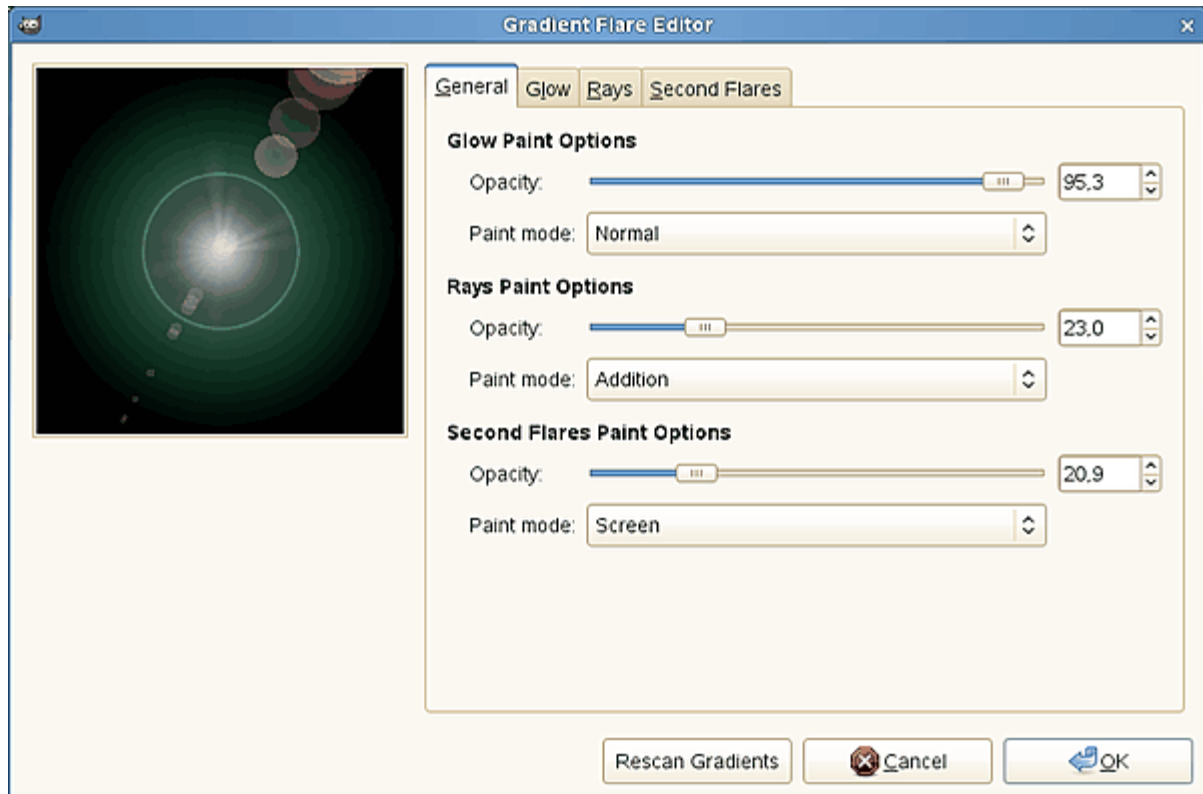 Gradient Flare Editor
General Glow Rays Second Flares
Glow Paint Options
Opacity: 95,3
Paint mode: Normal
Rays Paint Options
Opacity: 23,0
Paint mode: Addition
Second Flares Paint Options
Opacity: 20,9
Paint mode: Screen
Rescan Gradients Cancel OK